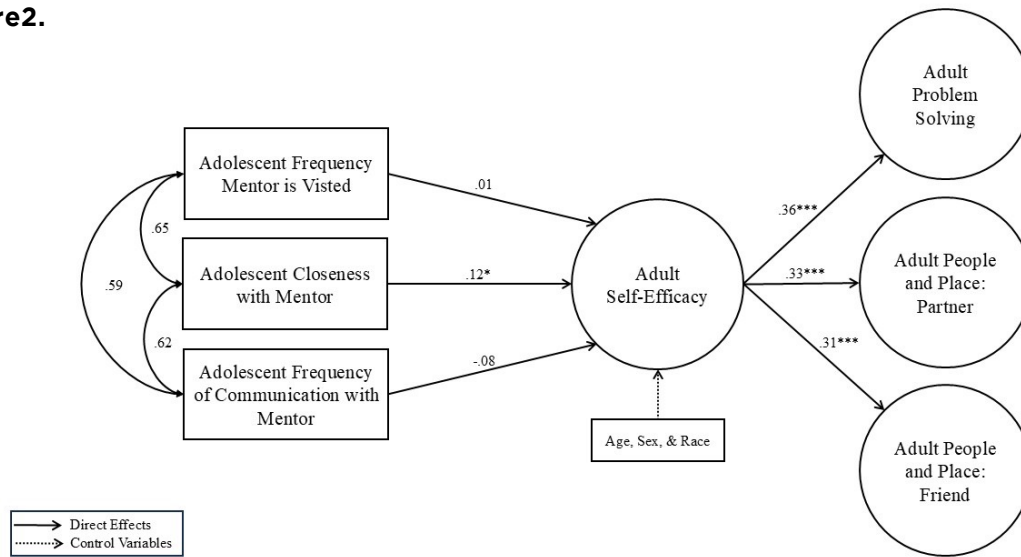 re2.
Adult
Problem
Solving
Adolescent Frequency
Mentor is Visted
.01
.65
.36***
Adolescent Closeness
with Mentor
.12*
Adult
Self-Efficacy
.33***
Adult People
and Place:
Partner
.59
.62
.31***
Adolescent Frequency
of Communication with
Mentor
-.08
Age, Sex, & Race
Adult People
and Place:
Friend
Direct Effects
Control Variables